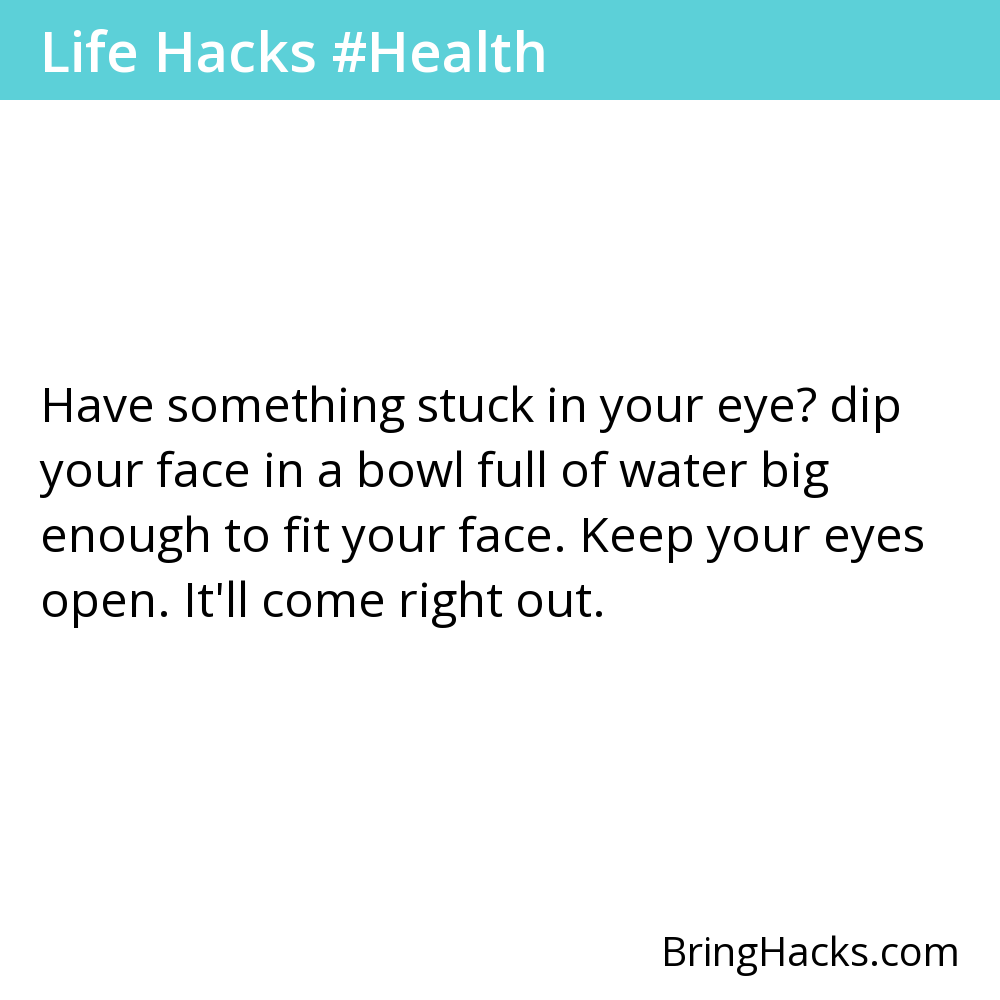 Life Hacks #Health
Have something stuck in your eye? dip
your face in a bowl full of water big
enough to fit your face. Keep your eyes
open. It'll come right out.
BringHacks.com